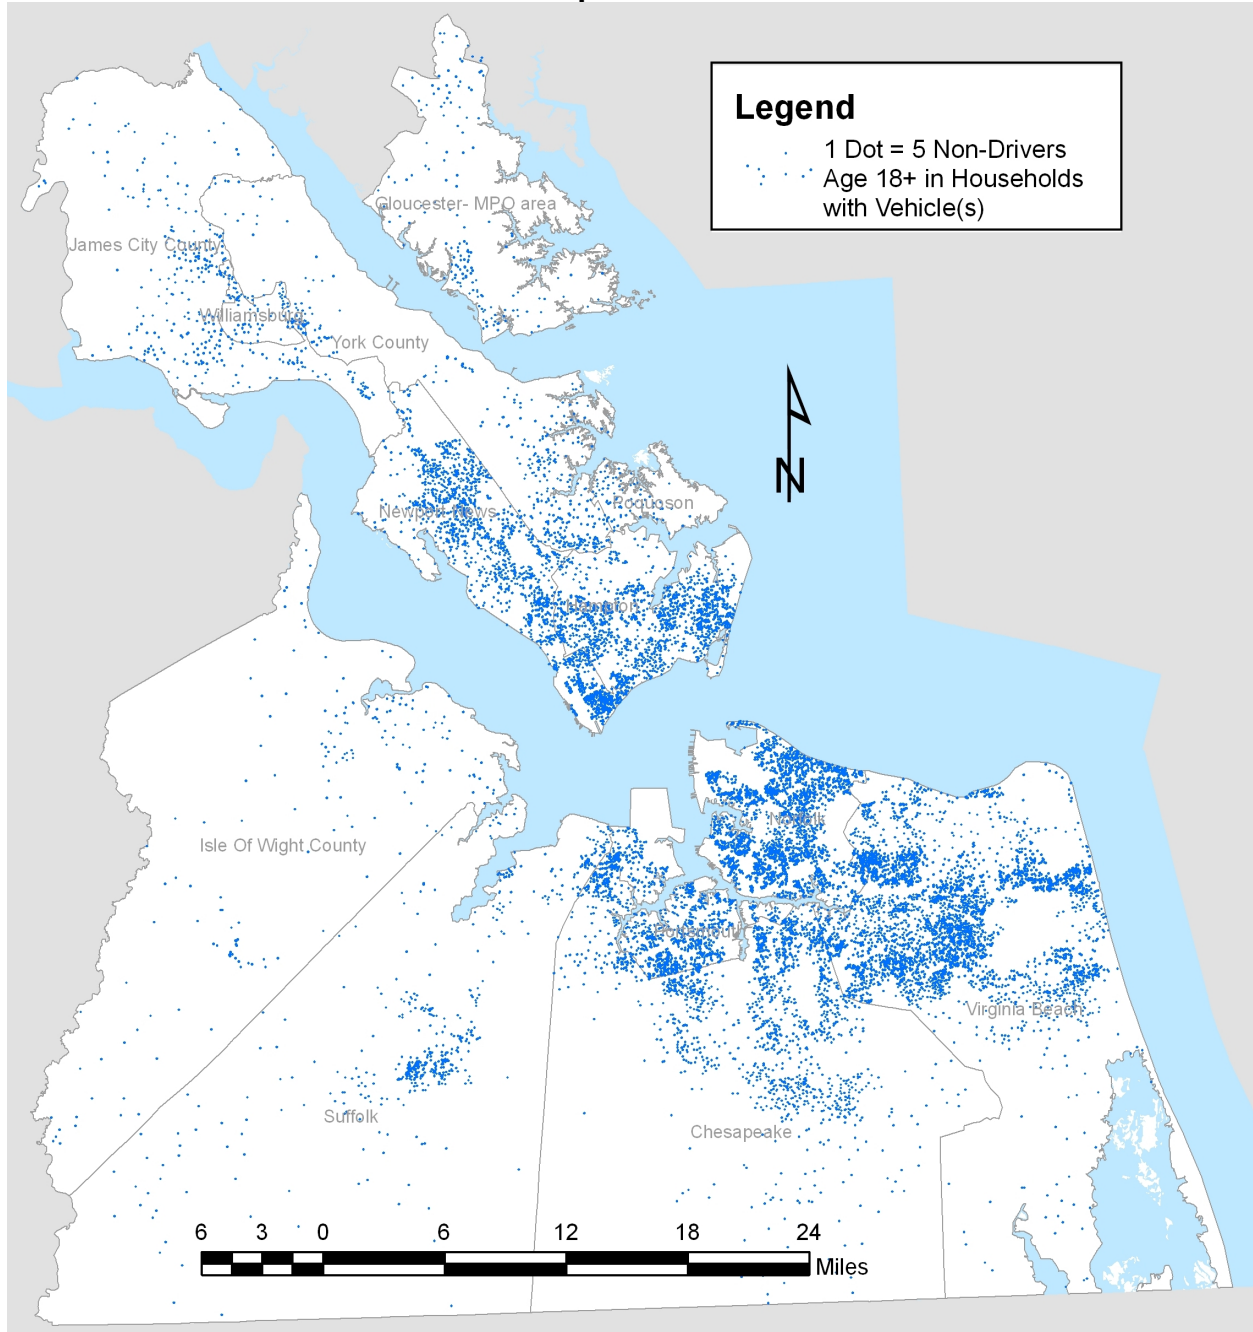 Legend
1 Dot = 5 Non-Drivers
Age 18+ in Households
with Vehicle(s)
Gloucester- MPO area
James City County
Williamsburg
York County
N
Newport News
Poquoson
Hampton
Norfolk
Isle Of Wight County
Portsmouth
Virginia Beach
Suffolk
Chesapeake
6 3 0 6 12 18 24
Miles